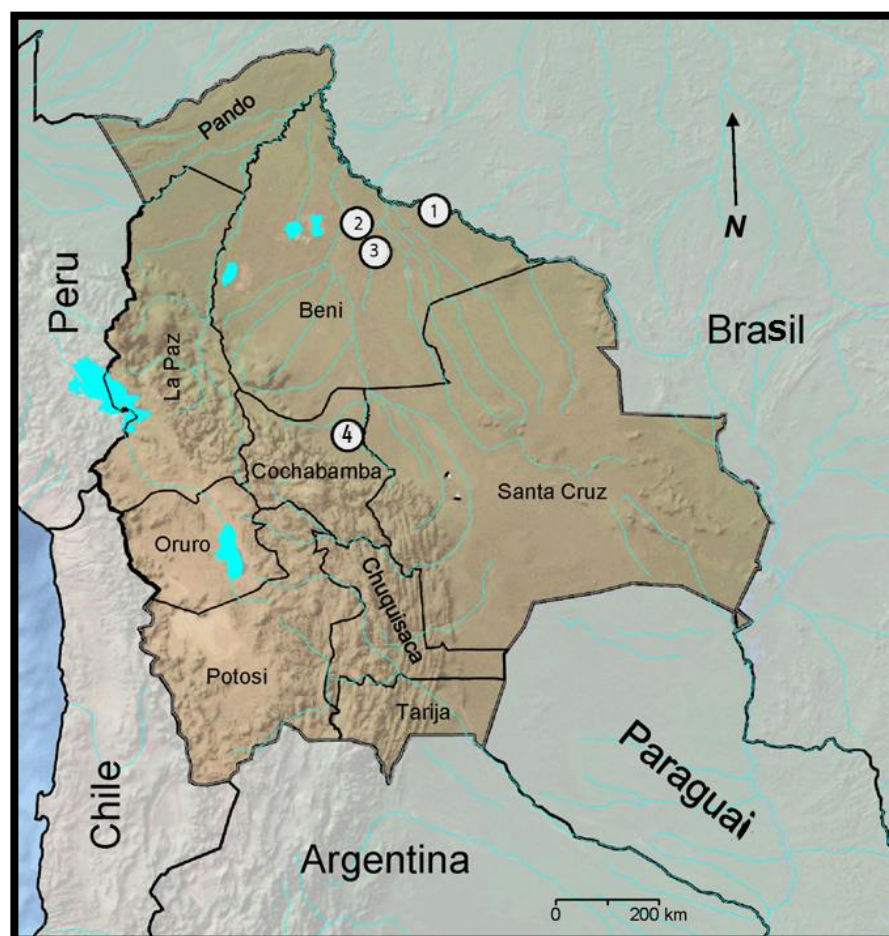 Pando
1
2
N
3
Peru
Beni
Brasil
La Paz
4
Cochabamba
Santa Cruz
Oruro
Chuquisaca
Potosi
Tarija
Paraguai
Chile
Argentina
0 200 km